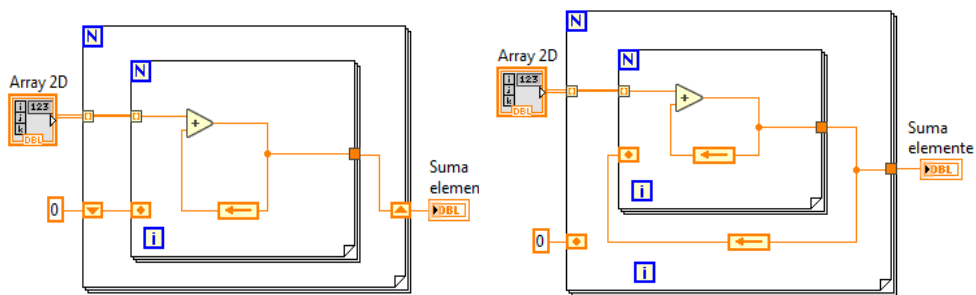 N
N
Array 2D
i
j
k
123
DBL
+
Suma
elemen
DBL
0
i
N
N
Array 2D
i
j
k
123
DBL
+
Suma
elemente
DBL
i
0
i